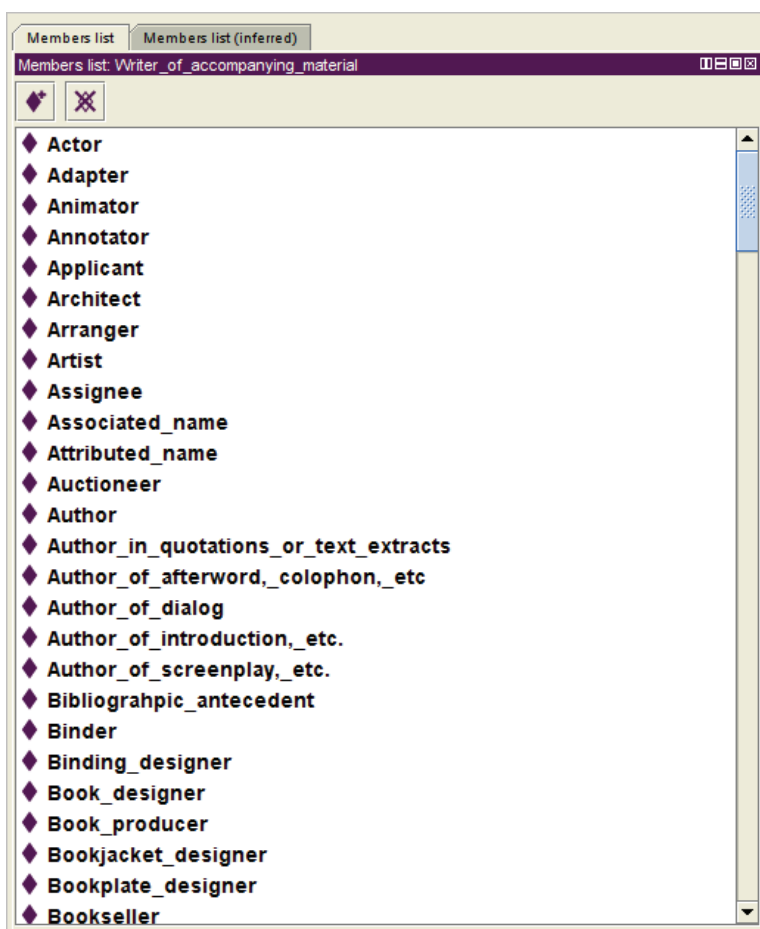 Members list Members list (inferred)
Members list: Writer_of_accompanying_material
Actor
Adapter
Animator
Annotator
Applicant
Architect
Arranger
Artist
Assignee
Associated_name
Attributed_name
Auctioneer
Author
Author_in_quotations_or_text_extracts
Author_of_afterword,_colophon,_etc
Author_of_dialog
Author_of_introduction,_etc.
Author_of_screenplay,_etc.
Bibliograhpic_antecedent
Binder
Binding_designer
Book_designer
Book_producer
Bookjacket_designer
Bookplate_designer
Bookseller